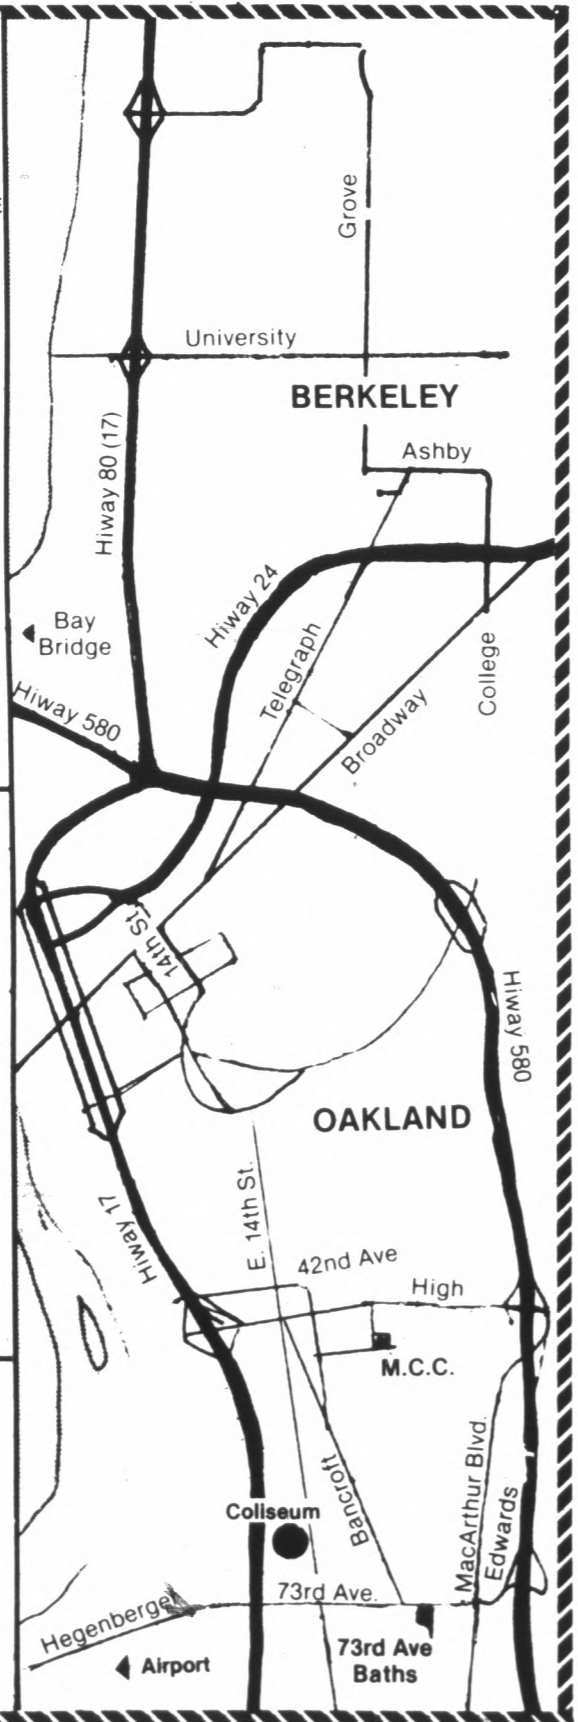 Grove
University
BERKELEY
Hiway 80 (17)
Ashby
Hiway 24
Bay
Bridge
Telegraph
College
Hiway 580
Broadway
14th St.
Hiway 580
OAKLAND
Hiway 17
E. 14th St.
42nd Ave
High
M.C.C.
Bancroft
MacArthur Blvd.
Edwards
Coliseum
73rd Ave.
Hegenberger
73rd Ave
Baths
Airport